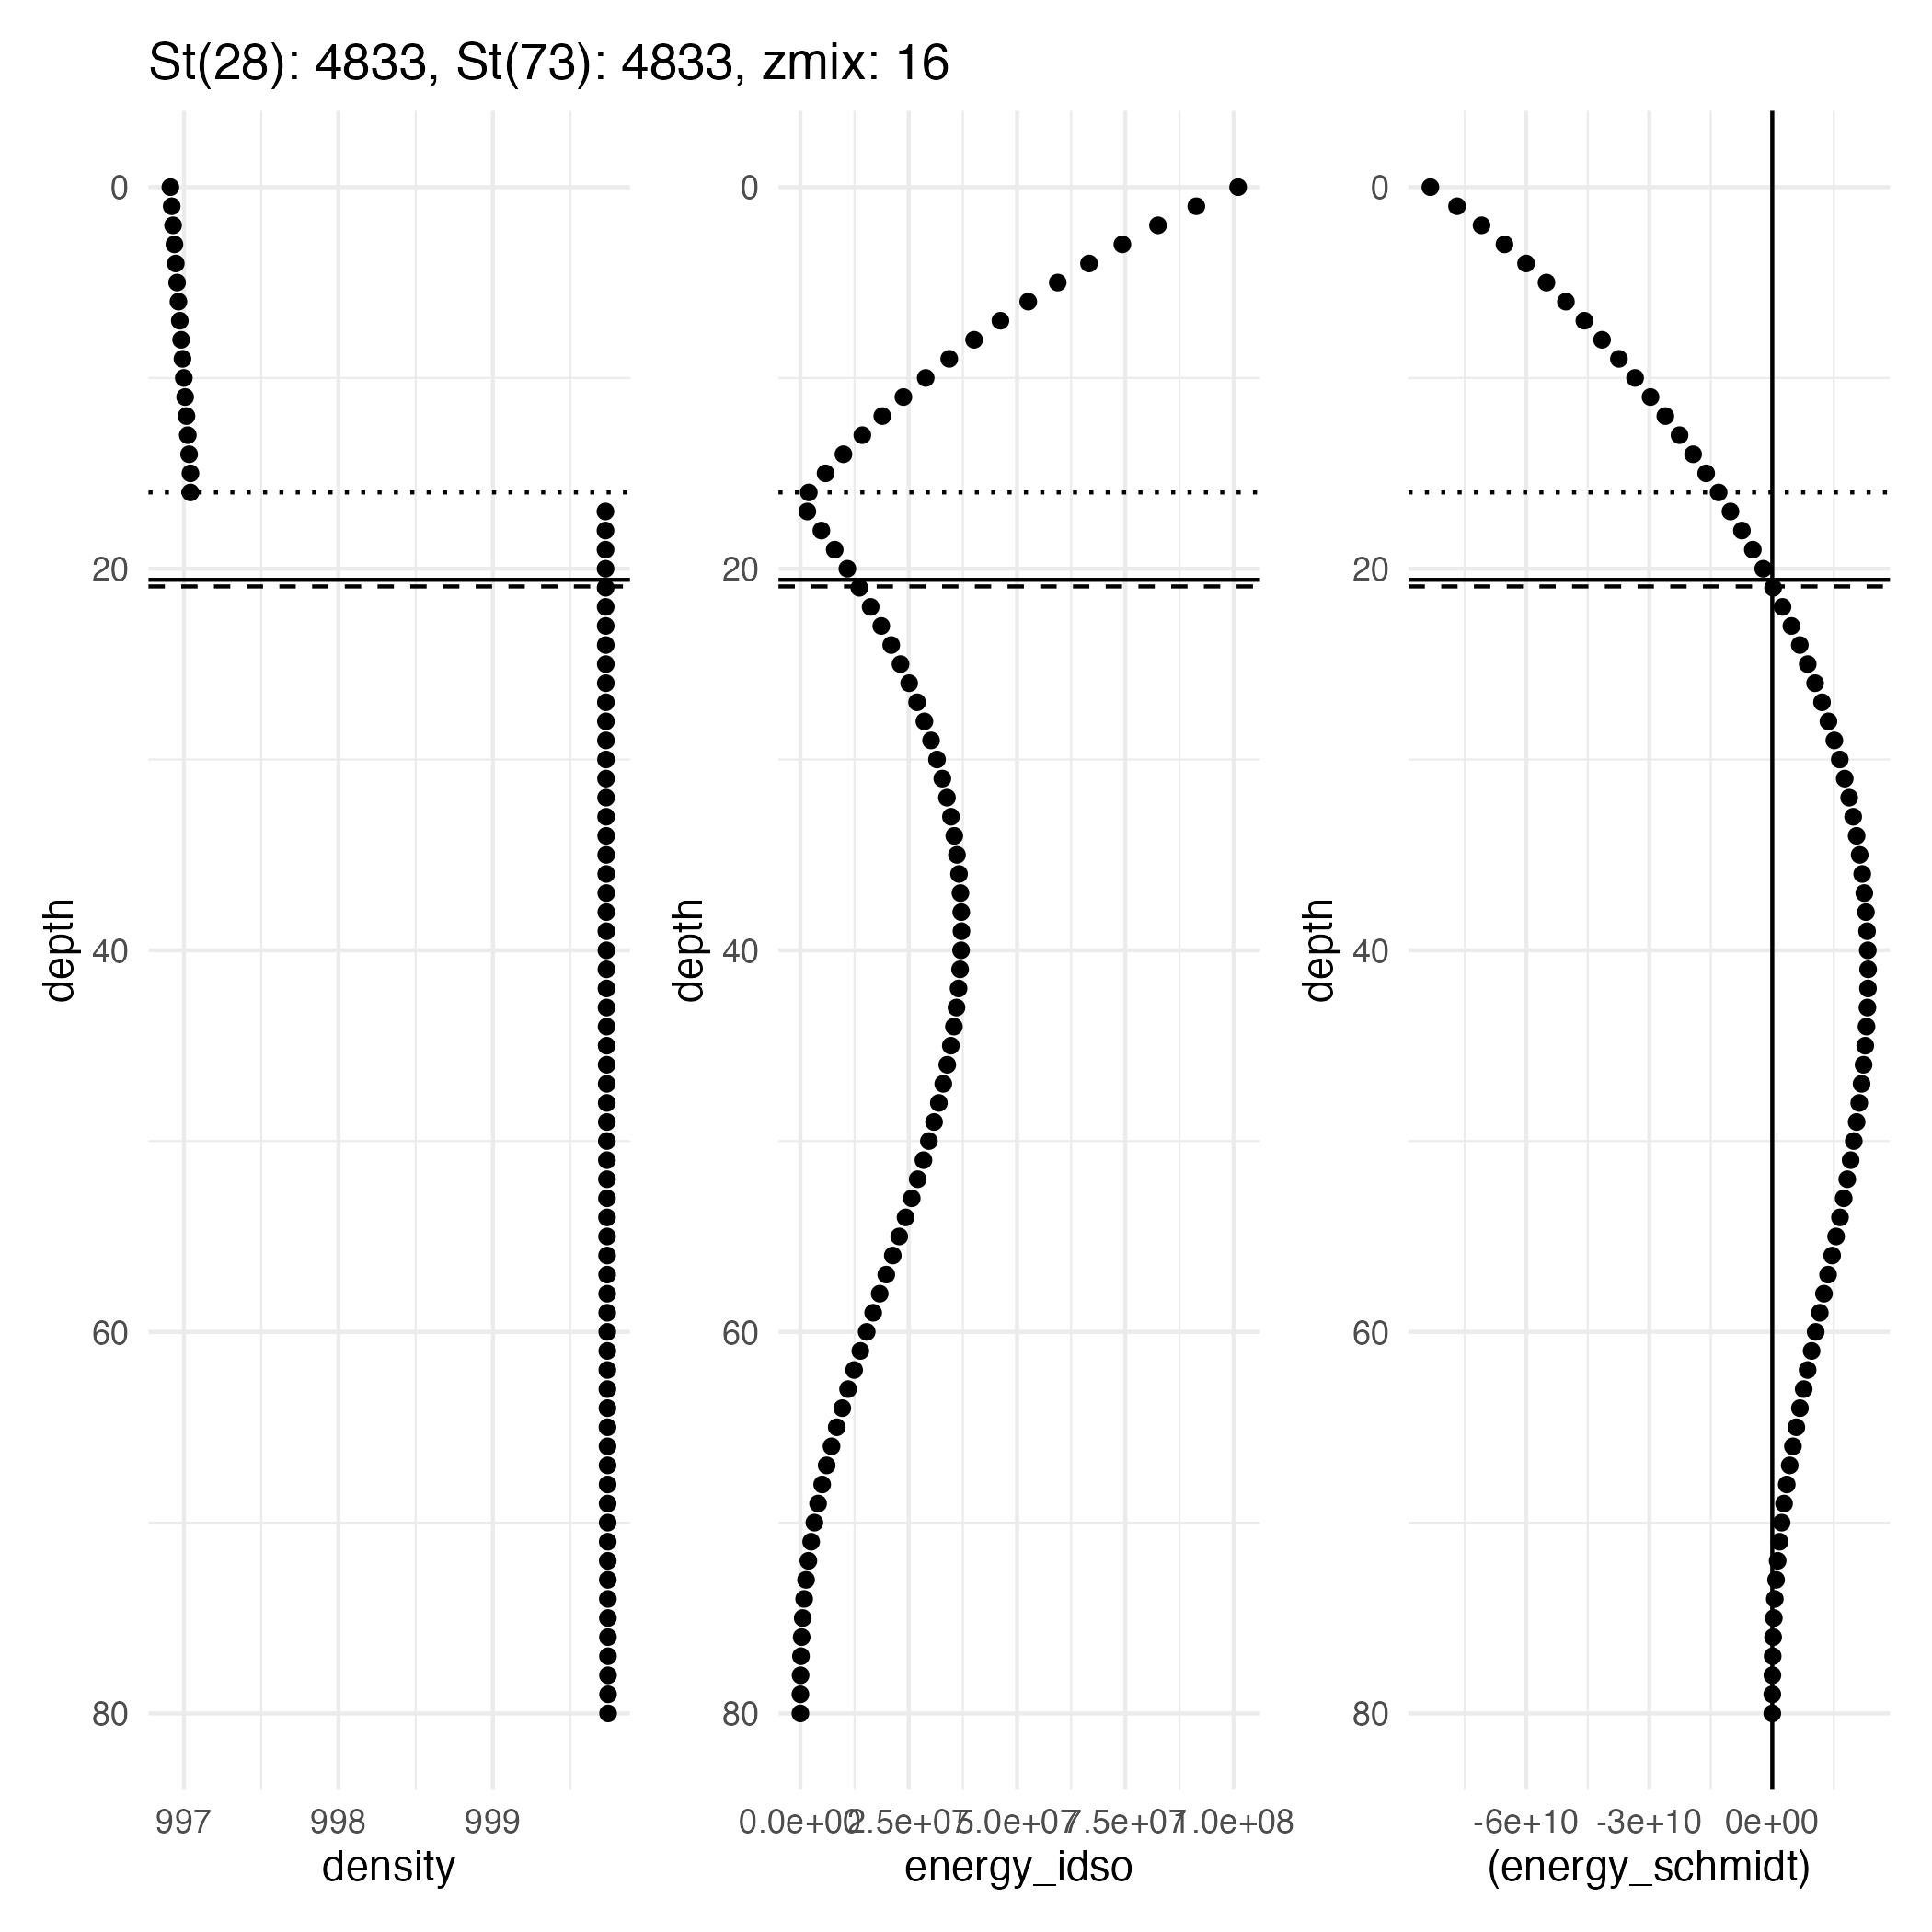 St(28): 4833, St(73): 4833, zmix: 16
depth
0
20
40
60
80
997 998 999
density
depth
0
20
40
60
80
0.0e+00 2.5e+07 5.0e+07 7.5e+07 1.0e+08
energy_idso
depth
0
20
40
60
80
-6e+10 -3e+10 0e+00
(energy_schmidt)